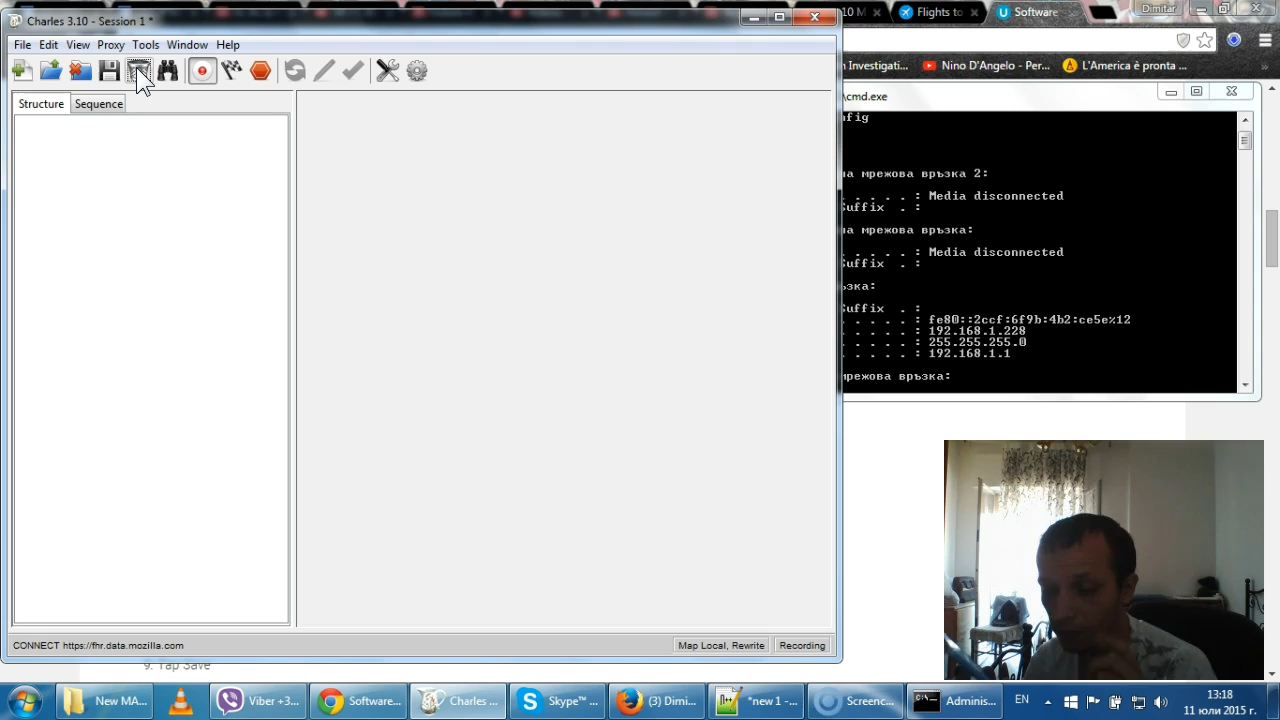 Charles 3.10 - Session 1 *
File Edit View Proxy Tools Window Help
Structure Sequence
CONNECT https://fhr.data.mozilla.com
Map Local, Rewrite
Recording
10 M
Flights to
Software
Dimitar
n Investigati...
Nino D'Angelo - Per...
L'America è pronta ...
\cmd.exe
nfig
на мрежова връзка 2:
. . . . . : Media disconnected
Suffix . :
на мрежова връзка:
. . . . . : Media disconnected
Suffix . :
ръзка:
Suffix . :
. . . . . : fe80::2ccf:6f9b:4b2:ce5e%12
. . . . . : 192.168.1.228
. . . . . : 255.255.255.0
. . . . . : 192.168.1.1
мрежова връзка:
9. Tap Save
New MA...
Viber +3...
Software...
Charles ...
Skype™ ...
(3) Dimi...
*new 1 -...
Screenc...
Adminis...
EN
13:18
11 юли 2015 г.